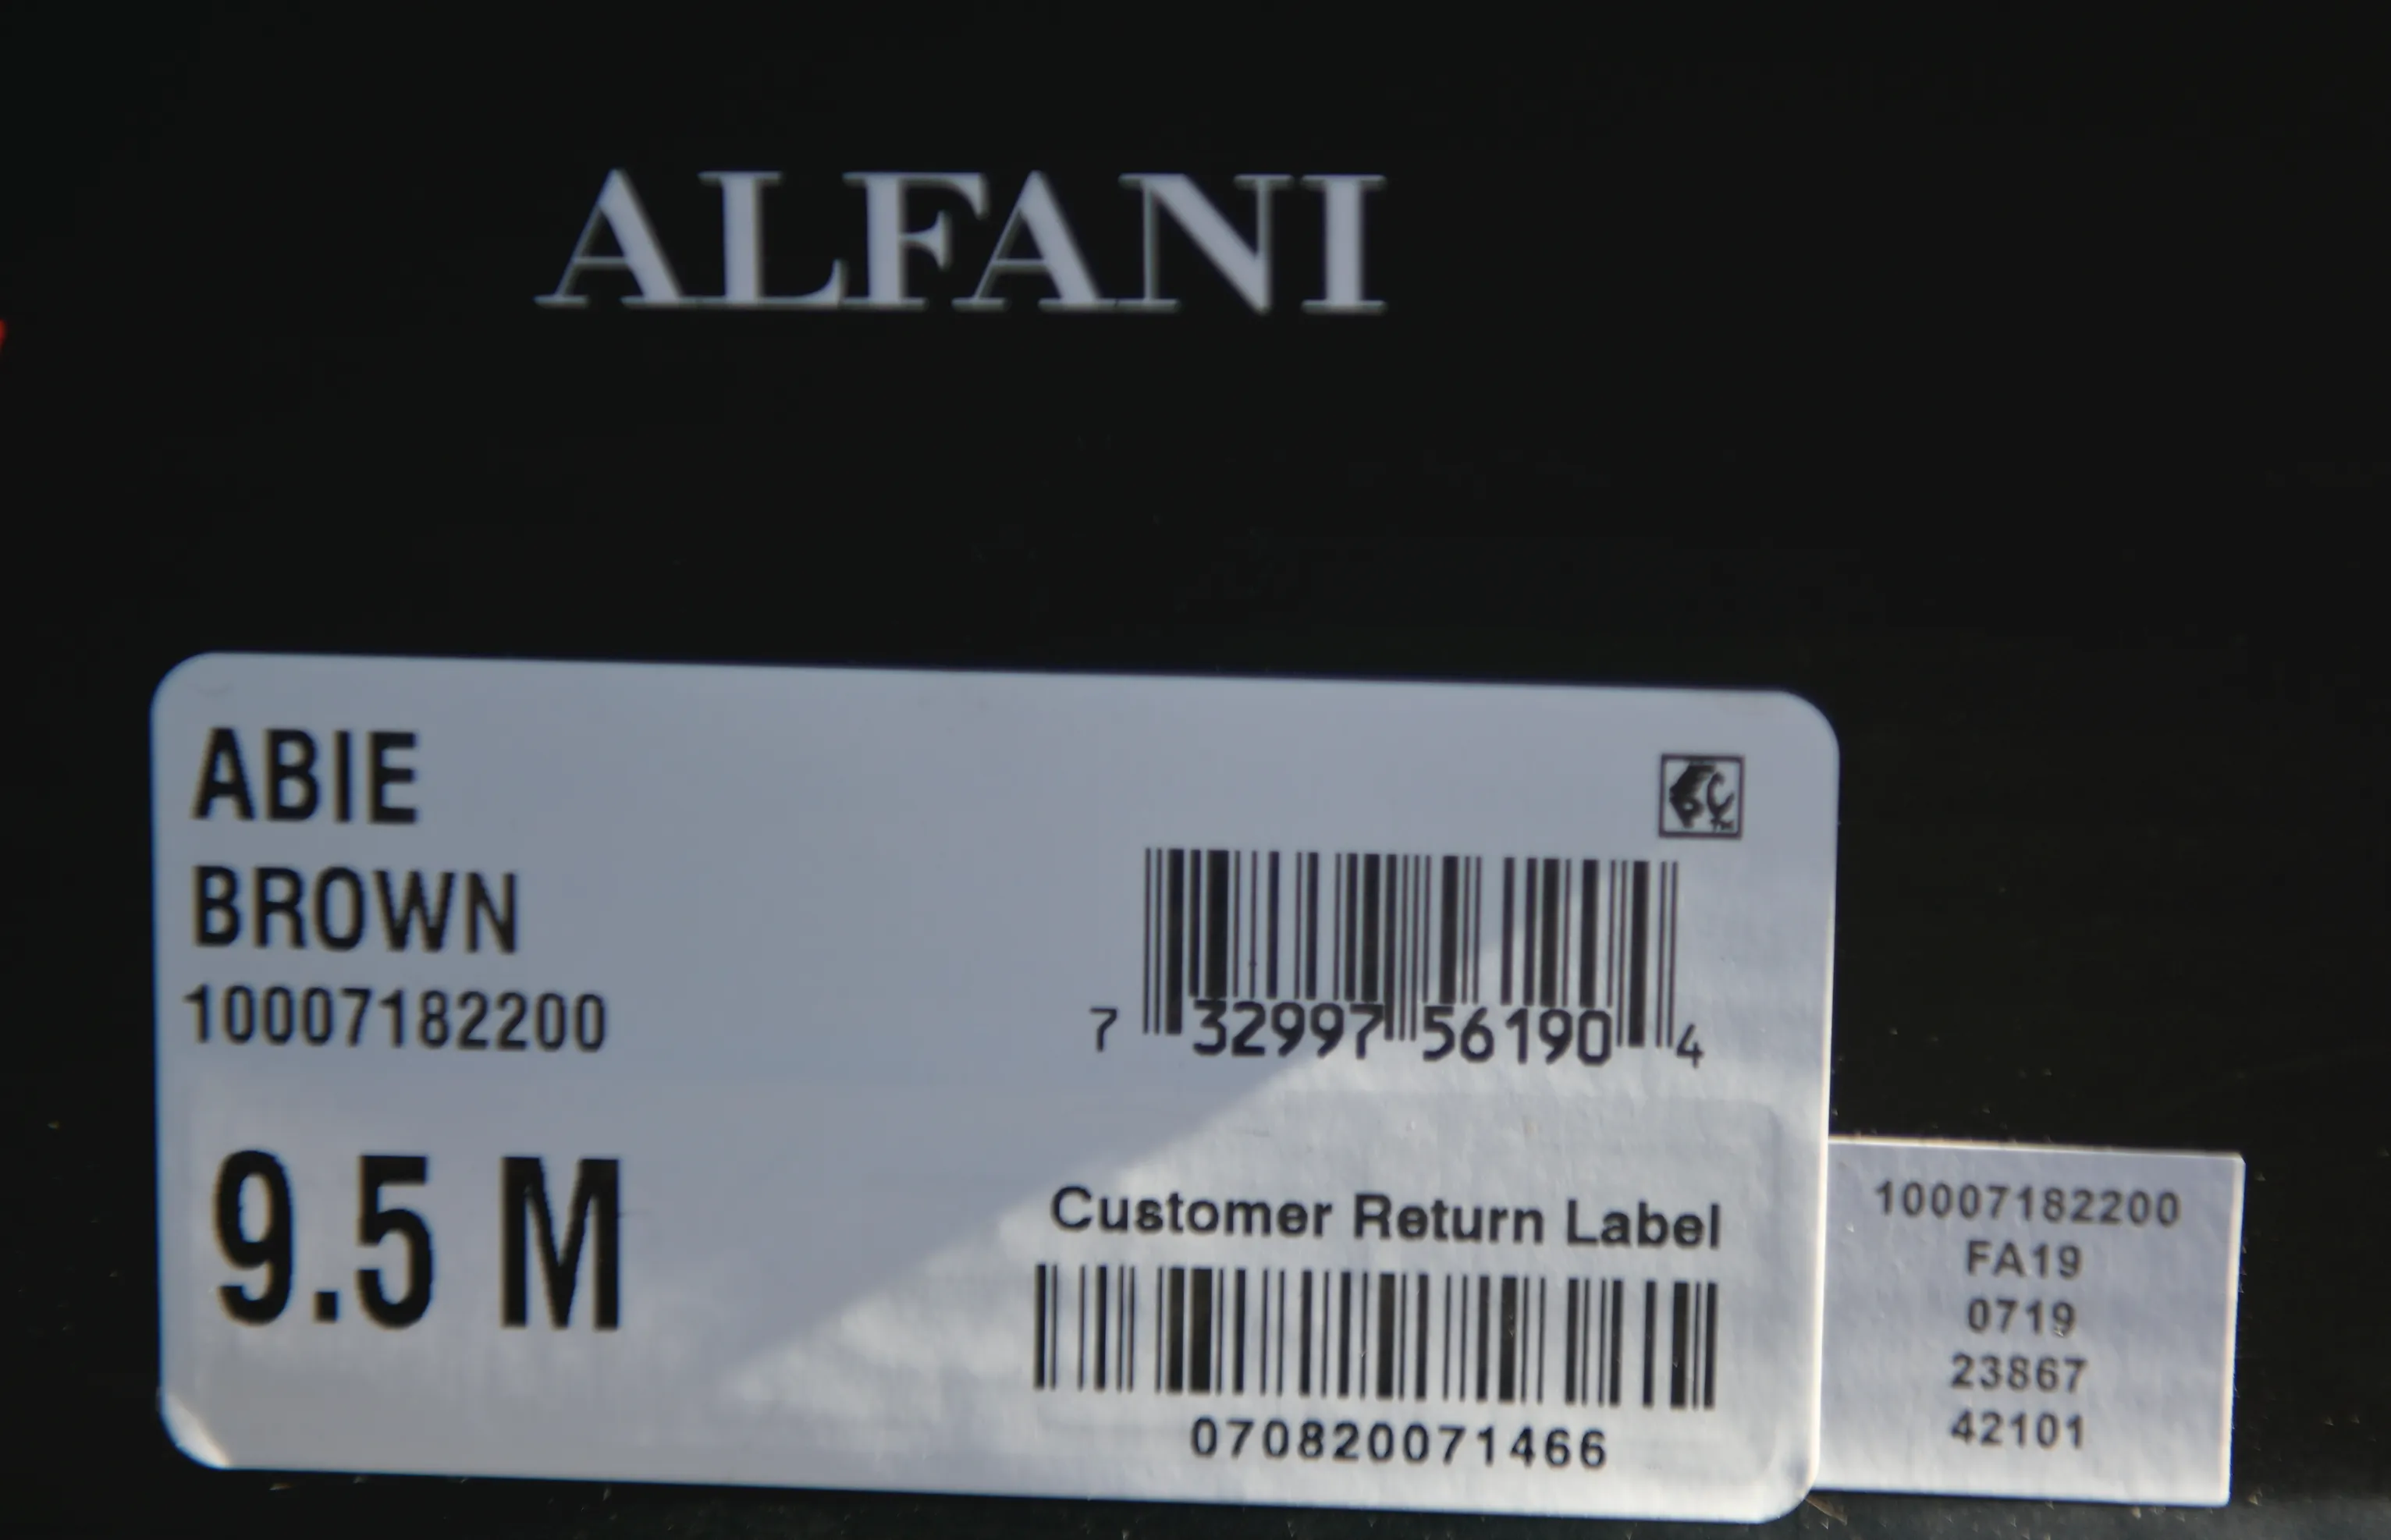 ALFANI
ABIE
BROWN
10007182200
9.5 M
7 32997 56190 4
Customer Return Label
070820071466
10007182200
FA19
0719
23867
42101